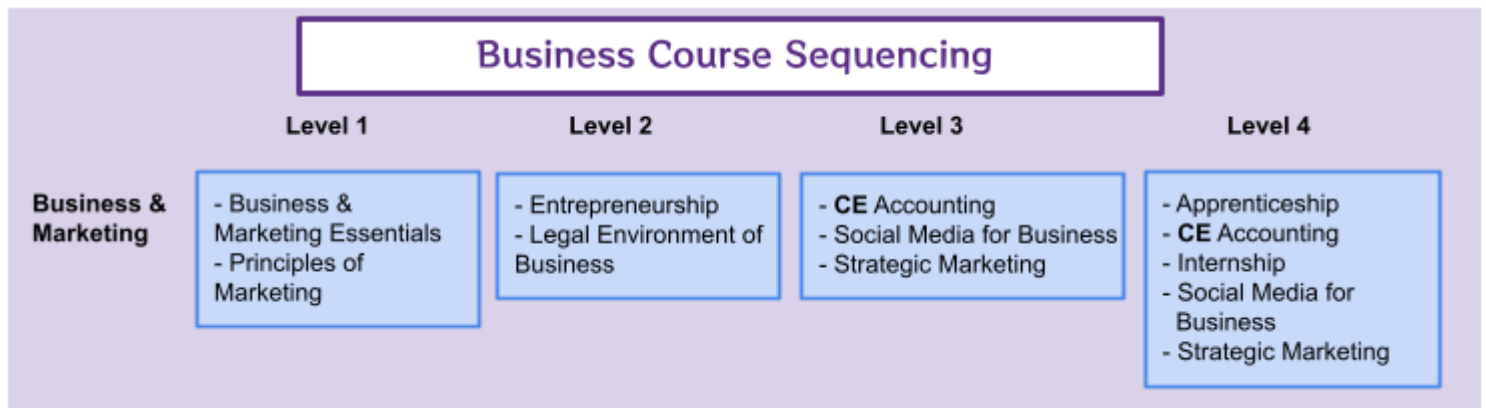 Business Course Sequencing
Level 1
Level 2
Level 3
Level 4
Business &
Marketing
- Business &
Marketing Essentials
- Principles of
Marketing
- Entrepreneurship
- Legal Environment of
Business
- CE Accounting
- Social Media for Business
- Strategic Marketing
- Apprenticeship
- CE Accounting
- Internship
- Social Media for
Business
- Strategic Marketing